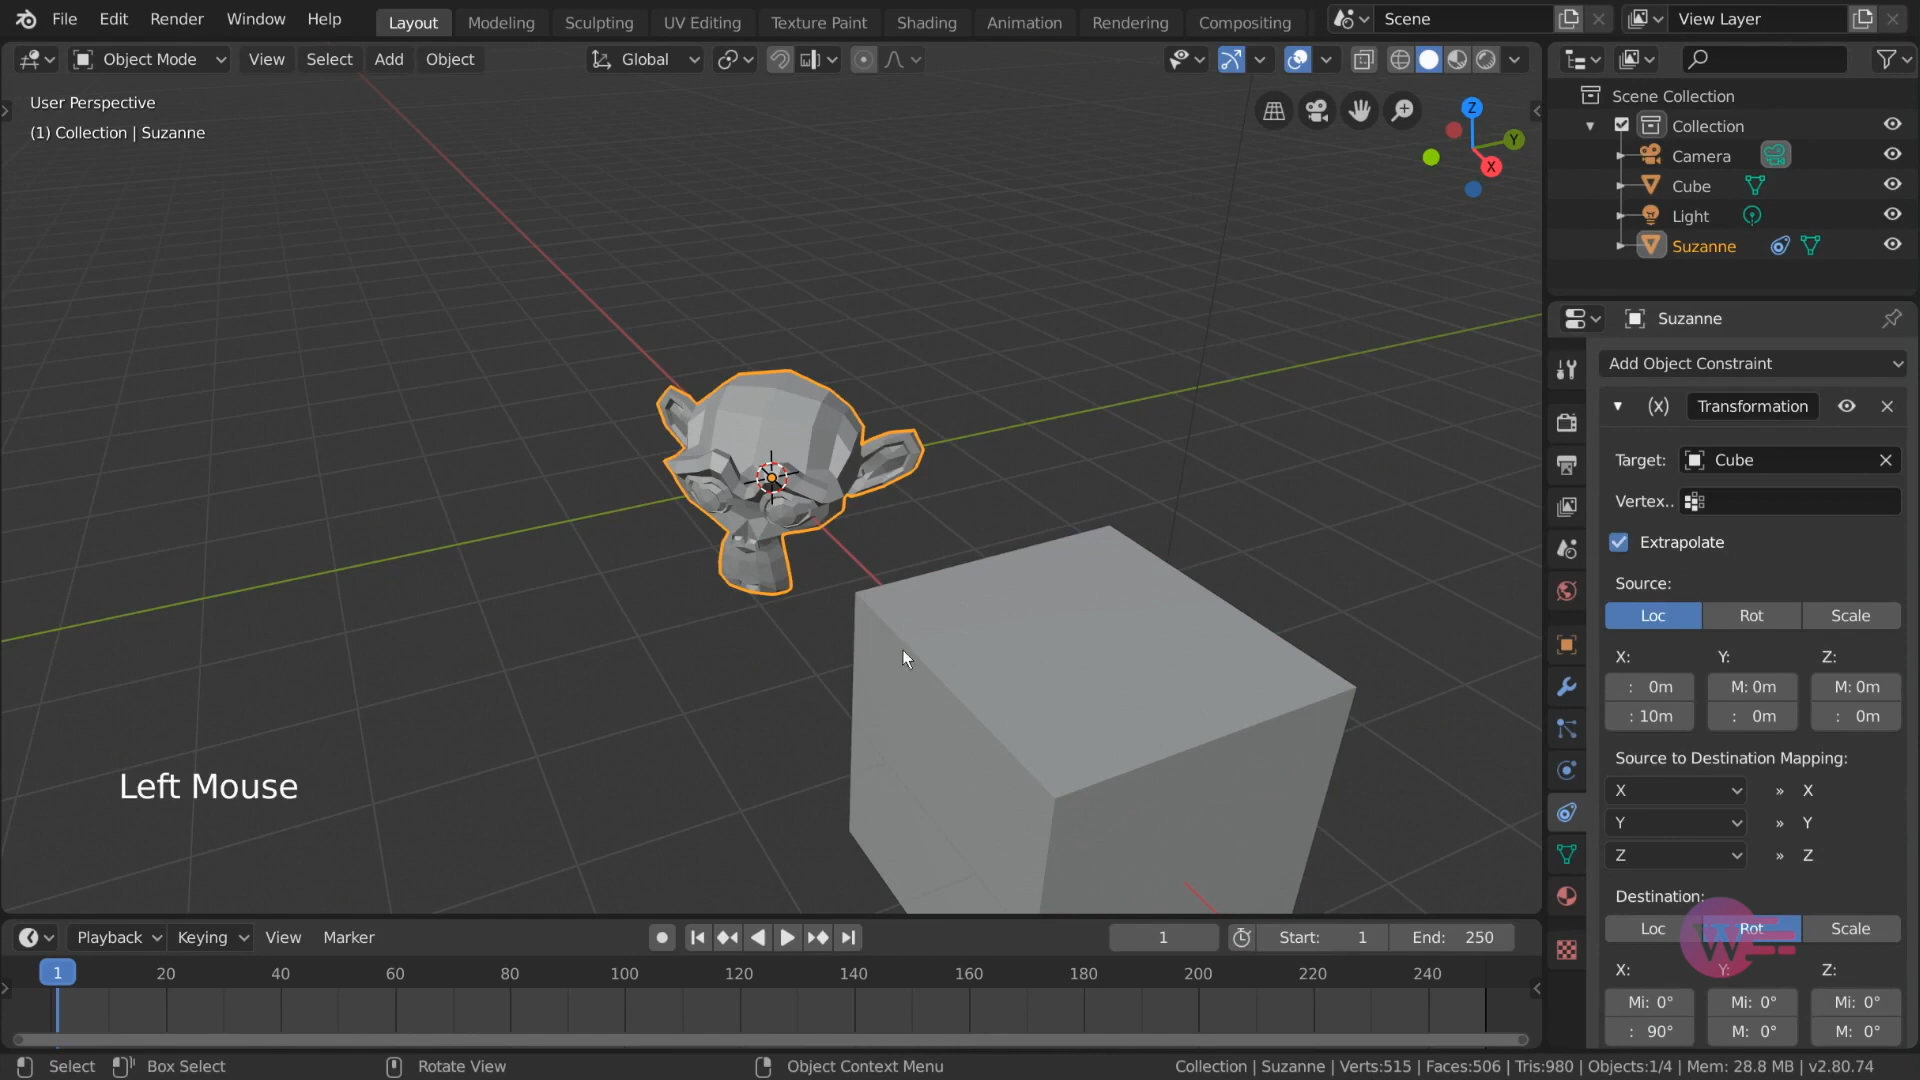 File Edit Render Window Help Layout Modeling Sculpting UV Editing Texture Paint Shading Animation Rendering Compositing Scene View Layer
Object Mode View Select Add Object Global
User Perspective
(1) Collection | Suzanne
Z
Y
X
Scene Collection
Collection
Camera
Cube
Light
Suzanne
Suzanne
Add Object Constraint
(x) Transformation
Target: Cube
Vertex..
Extrapolate
Source:
Loc Rot Scale
X: Y: Z:
: 0m M: 0m M: 0m
: 10m : 0m : 0m
Source to Destination Mapping:
X » X
Y » Y
Z » Z
Destination:
Loc Rot Scale
X: Y: Z:
Mi: 0° Mi: 0° Mi: 0°
: 90° M: 0° M: 0°
Left Mouse
Playback Keying View Marker 1 Start: 1 End: 250
1 20 40 60 80 100 120 140 160 180 200 220 240
Select Box Select Rotate View Object Context Menu Collection | Suzanne | Verts:515 | Faces:506 | Tris:980 | Objects:1/4 | Mem: 28.8 MB | v2.80.74